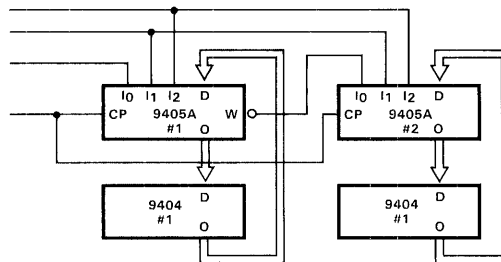 I0 I1 I2 D
CP 9405A W
#1 O
I0 I1 I2 D
CP 9405A
#2 O
D
9404
#1
O
D
9404
#1
O